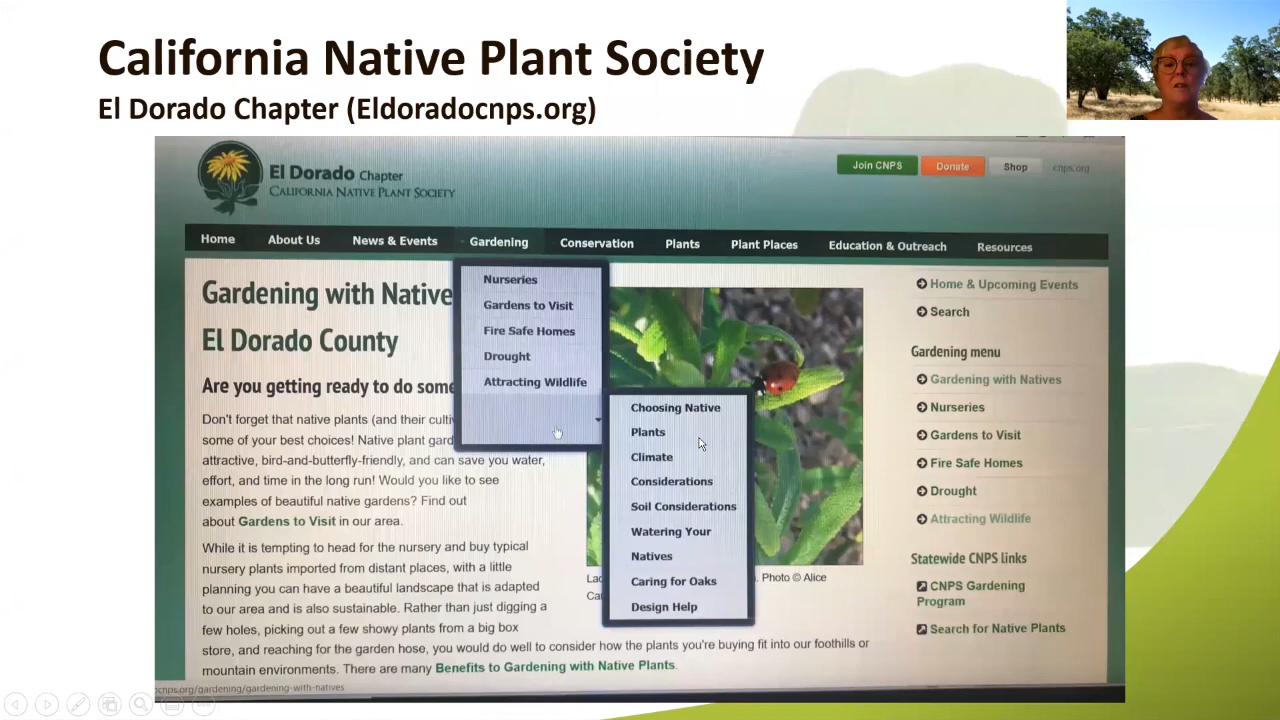 California Native Plant Society
El Dorado Chapter (Eldoradocnps.org)
El Dorado Chapter
CALIFORNIA NATIVE PLANT SOCIETY
Join CNPS
Donate
Shop
cnps.org
Home
About Us
News & Events
Gardening
Conservation
Plants
Plant Places
Education & Outreach
Resources
Nurseries
Gardens to Visit
Fire Safe Homes
Drought
Attracting Wildlife
Choosing Native
Plants
Climate
Considerations
Soil Considerations
Watering Your
Natives
Caring for Oaks
Design Help
Gardening with Native
El Dorado County
Are you getting ready to do some
Don't forget that native plants (and their
some of your best choices! Native plant
attractive, bird-and-butterfly-friendly, and can save you water,
effort, and time in the long run! Would you like to see
examples of beautiful native gardens? Find out
about Gardens to Visit in our area.
While it is tempting to head for the nursery and buy typical
nursery plants imported from distant places, with a little
planning you can have a beautiful landscape that is adapted
to our area and is also sustainable. Rather than just digging a
few holes, picking out a few showy plants from a big box
store, and reaching for the garden hose, you would do well to consider how the plants you're buying fit into our foothills or
mountain environments. There are many Benefits to Gardening with Native Plants.
. Photo © Alice
Home & Upcoming Events
Search
Gardening menu
Gardening with Natives
Nurseries
Gardens to Visit
Fire Safe Homes
Drought
Attracting Wildlife
Statewide CNPS links
CNPS Gardening
Program
Search for Native Plants
cnps.org/gardening/gardening-with-natives